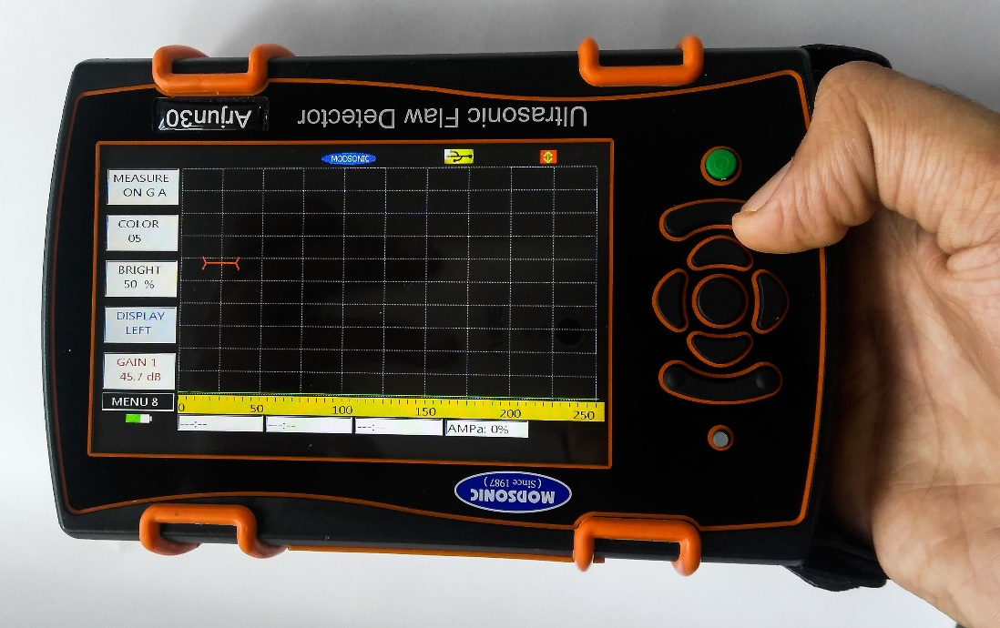 Ultrasonic Flaw Detector
Arjun30
MODSONIC
MEASURE
ON G A
COLOR
05
BRIGHT
50 %
DISPLAY
LEFT
GAIN 1
45.7 dB
MENU 8
0 50 100 150 200 250
AMPa: 0%
MODSONIC
( Since 1987 )